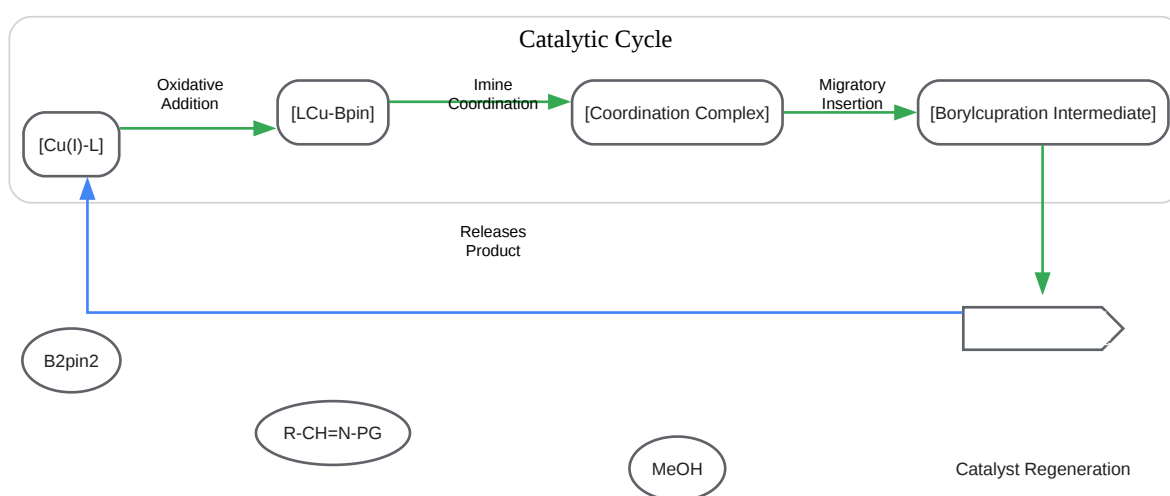 Catalytic Cycle
Oxidative
Addition
Imine
Coordination
Migratory
Insertion
[Cu(I)-L]
[LCu-Bpin]
[Coordination Complex]
[Borylcupration Intermediate]
Releases
Product
B2pin2
R-CH=N-PG
MeOH
Catalyst Regeneration